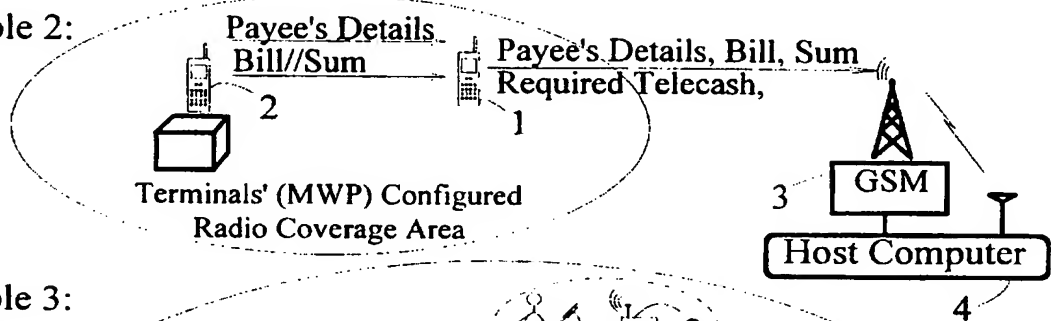 ple 2:
Payee's Details
Bill//Sum
Payee's Details, Bill, Sum
Required Telecash,
2
1
Terminals' (MWP) Configured
Radio Coverage Area
3
GSM
Host Computer
4
ple 3: